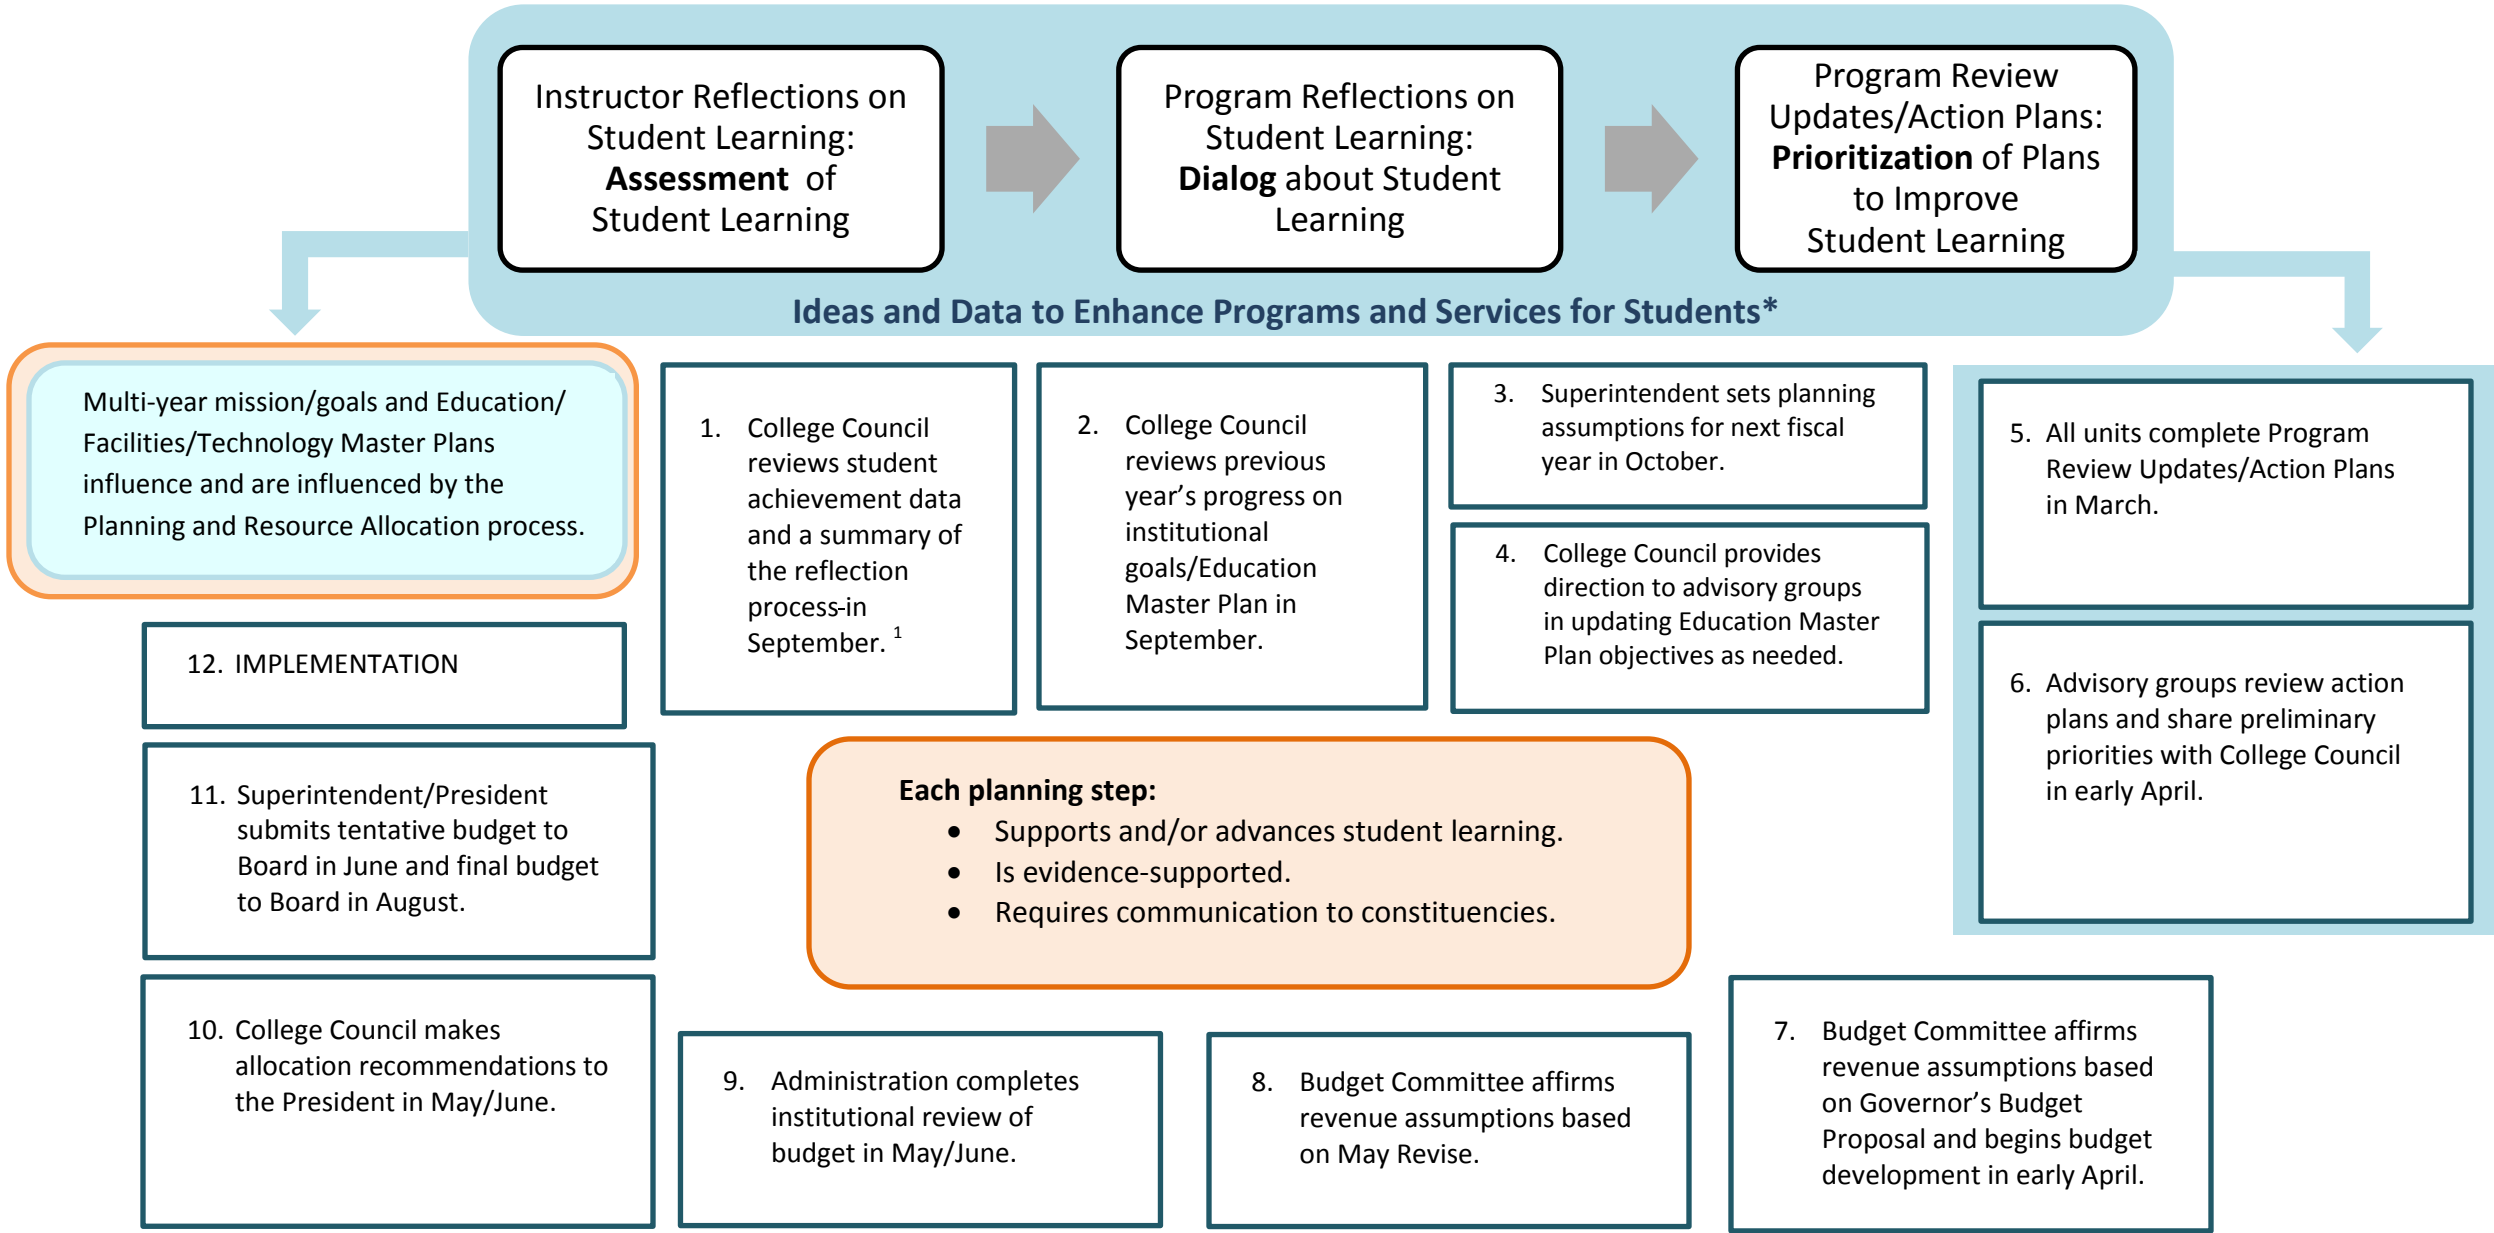 Instructor Reflections on
Student Learning:
Assessment of
Student Learning
Program Reflections on
Student Learning:
Dialog about Student
Learning
Program Review
Updates/Action Plans:
Prioritization of Plans
to Improve
Student Learning
Ideas and Data to Enhance Programs and Services for Students*
Multi-year mission/goals and Education/
Facilities/Technology Master Plans
influence and are influenced by the
Planning and Resource Allocation process.
1. College Council
reviews student
achievement data
and a summary of
the reflection
process-in
September. 1
2. College Council
reviews previous
year’s progress on
institutional
goals/Education
Master Plan in
September.
3. Superintendent sets planning
assumptions for next fiscal
year in October.
4. College Council provides
direction to advisory groups
in updating Education Master
Plan objectives as needed.
5. All units complete Program
Review Updates/Action Plans
in March.
6. Advisory groups review action
plans and share preliminary
priorities with College Council
in early April.
12. IMPLEMENTATION
11. Superintendent/President
submits tentative budget to
Board in June and final budget
to Board in August.
Each planning step:
• Supports and/or advances student learning.
• Is evidence-supported.
• Requires communication to constituencies.
10. College Council makes
allocation recommendations to
the President in May/June.
9. Administration completes
institutional review of
budget in May/June.
8. Budget Committee affirms
revenue assumptions based
on May Revise.
7. Budget Committee affirms
revenue assumptions based
on Governor’s Budget
Proposal and begins budget
development in early April.